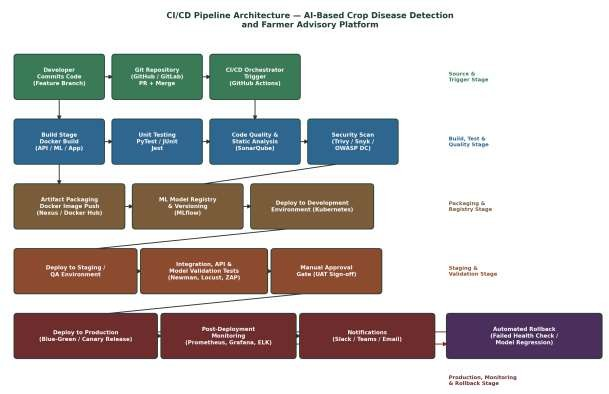 CI/CD Pipeline Architecture — AI-Based Crop Disease Detection
and Farmer Advisory Platform
Developer
Commits Code
(Feature Branch)
Git Repository
(GitHub / GitLab)
PR + Merge
CI/CD Orchestrator
Trigger
(GitHub Actions)
Source &
Trigger Stage
Build Stage
Docker Build
(API / ML / App)
Unit Testing
PyTest / JUnit
Jest
Code Quality &
Static Analysis
(SonarQube)
Security Scan
(Trivy / Snyk /
OWASP DC)
Build, Test &
Quality Stage
Artifact Packaging
Docker Image Push
(Nexus / Docker Hub)
ML Model Registry
& Versioning
(MLflow)
Deploy to Development
Environment (Kubernetes)
Packaging &
Registry Stage
Deploy to Staging /
QA Environment
Integration, API &
Model Validation Tests
(Newman, Locust, ZAP)
Manual Approval
Gate (UAT Sign-off)
Staging &
Validation Stage
Deploy to Production
(Blue-Green / Canary Release)
Post-Deployment
Monitoring
(Prometheus, Grafana, ELK)
Notifications
(Slack / Teams / Email)
Automated Rollback
(Failed Health Check /
Model Regression)
Production, Monitoring
& Rollback Stage